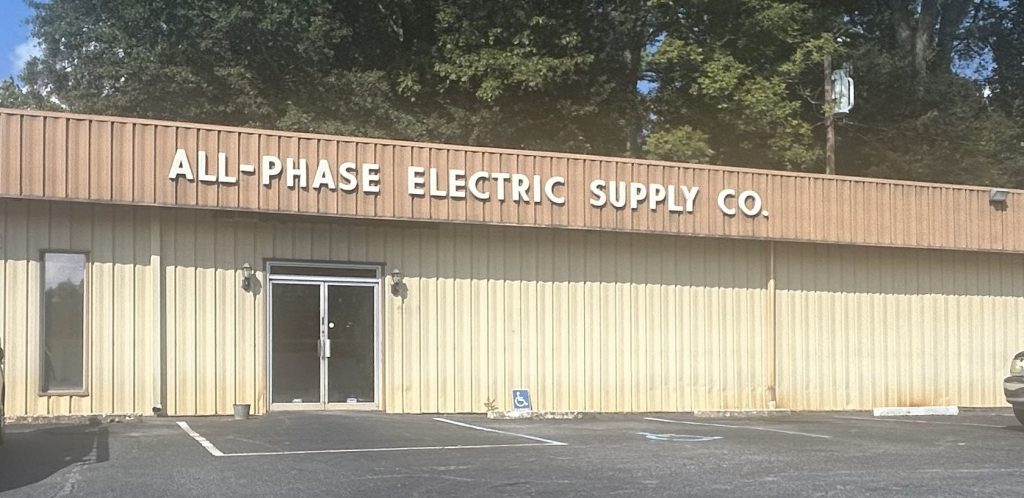 ALL-PHASE ELECTRIC SUPPLY CO.